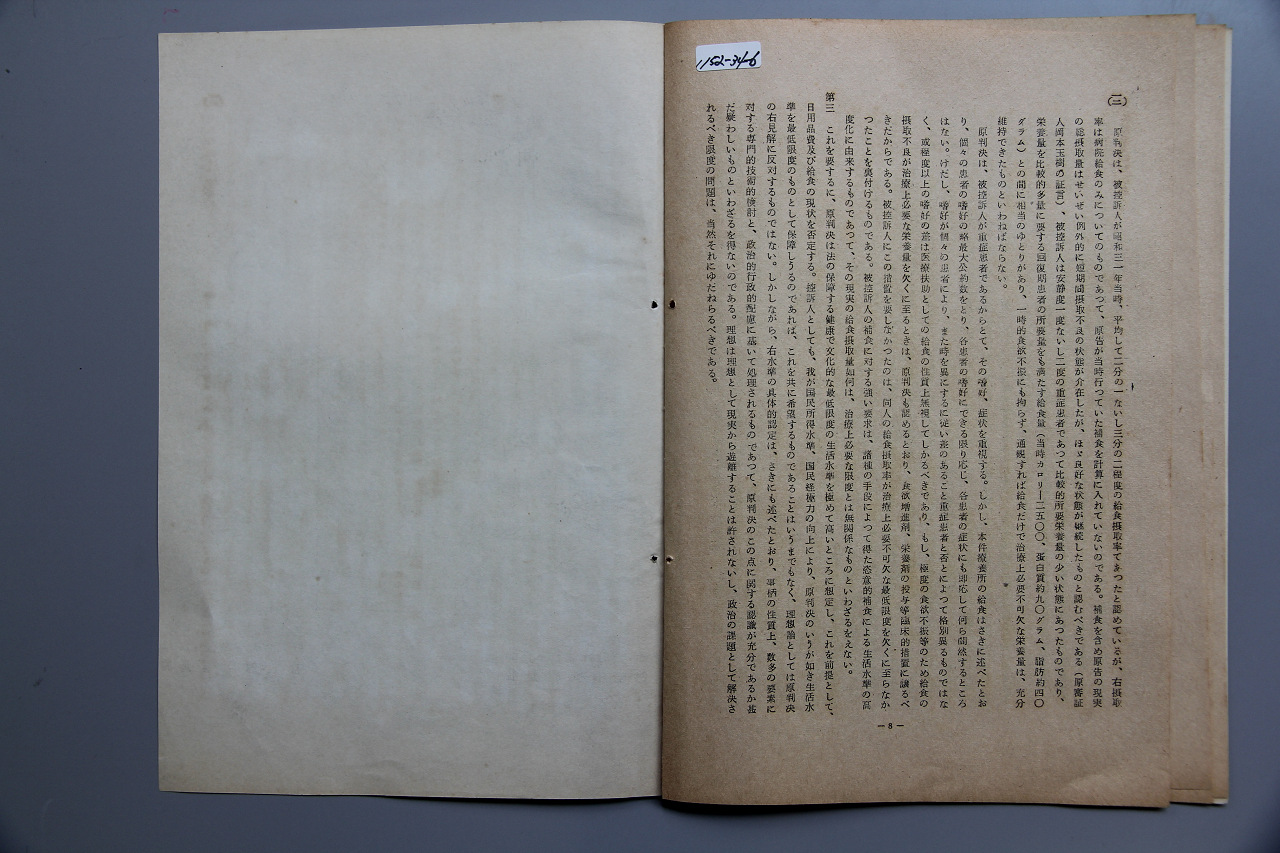 1152-34-6
(三)
原判決は、被控訴人が昭和三一年当時、平均して二分の一ないし三分の二程度の給食摂取率であつたと認めているが、右摂取
率は病院給食のみについてのものであつて、原告が当時行つていた補食を計算に入れていないのである。補食を含め原告の現実
の総摂取量はせいぜい例外的に短期間摂取不良の状態が介在したが、ほゞ良好な状態が継続したものと認むべきである(原審証
人岡本玉樹の証言)、被控訴人は安静度一度ないし二度の重症患者であつて比較的所要栄養量の少い状態にあつたものであり、
栄養量を比較的多量に要する回復期患者の所要量をも満たす給食量(当時カロリー二五〇〇、蛋白質約九〇グラム、脂肪約四〇
グラム)との間に相当のゆとりがあり、一時的食欲不振にも拘らず、通観すれば給食だけで治療上必要不可欠な栄養量は、充分
維持できたものといわねばならない。
原判決は、被控訴人が重症患者であるからとて、その嗜好、症状を重視する。しかし、本件療養所の給食はさきに述べたとお
り、個々の患者の嗜好の略最大公約数をとり、各患者の嗜好にできる限り応じ、各患者の症状にも即応して何ら間然するところ
はない。けだし、嗜好が個々の患者により、また時を異にするに従い差のあること重症患者と否とによつて格別異るものではな
く、或程度以上の嗜好の差は医療扶助としての給食の性質上無視してしかるべきであり、もし、極度の食欲不振等のため給食の
摂取不良が治療上必要な栄養量を欠くに至るときは、原判決も認めるとおり、食欲増進剤、栄養剤の投与等臨床的措置に譲るべ
きだからである。被控訴人にこの措置を要しなかつたのは、同人の給食摂取率が治療上必要不可欠な最低限度を欠くに至らなか
つたことを裏付けるものである。被控訴人の補食に対する強い要求は、諸種の手段によつて得た恣意的補食による生活水準の高
度化に由来するものであつて、その現実の給食摂取量如何は、治療上必要な限度とは無関係なものといわざるをえない。
第三 これを要するに、原判決は法の保障する健康で文化的な最低限度の生活水準を極めて高いところに想定し、これを前提として、
日用品費及び給食の現状を否定する。控訴人としても、我が国民所得水準、国民経済力の向上により、原判決のいうが如き生活水
準を最低限度のものとして保障しうるのであれば、これを共に希望するものであることはいうまでもなく、理想論としては原判決
の右見解に反対するものではない。しかしながら、右水準の具体的認定は、さきにも述べたとおり、事柄の性質上、数多の要素に
対する専門的技術的検討と、政治的行政的配慮に基いて処理されるものであつて、原判決のこの点に関する認識が充分であるか甚
だ疑わしいものといわざるを得ないのである。理想は理想として現実から遊離することは許されないし、政治の課題として解決さ
れるべき限度の問題は、当然それにゆだねらるべきである。
—8—